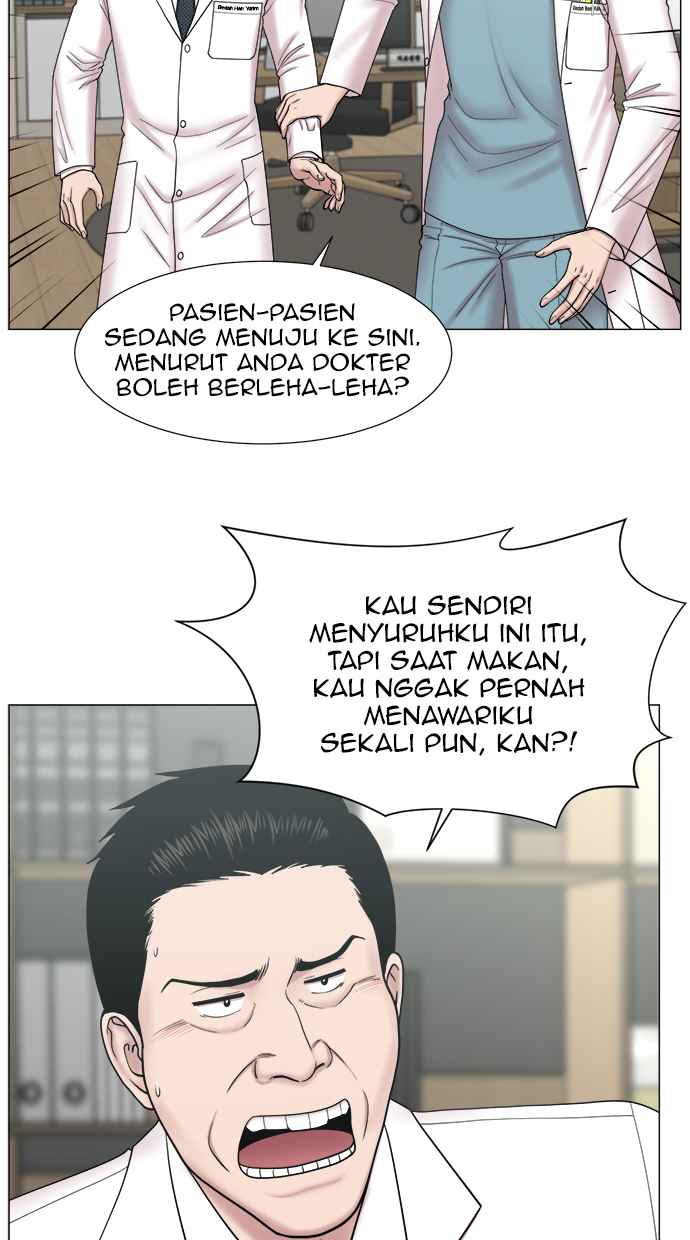 PASIEN-PASIEN
SEDANG MENUJU KE SINI.
MENURUT ANDA DOKTER
BOLEH BERLEHA-LEHA?
KAU SENDIRI
MENYURUHKU INI ITU,
TAPI SAAT MAKAN,
KAU NGGAK PERNAH
MENAWARIKU
SEKALI PUN, KAN?!